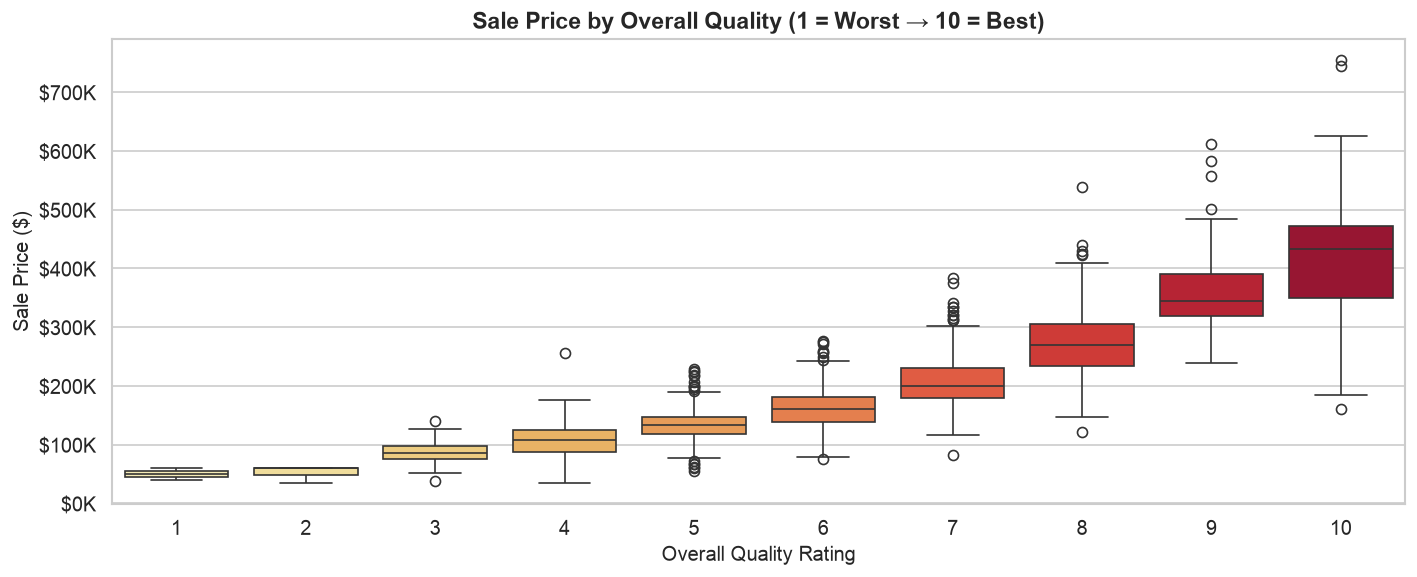 Sale Price by Overall Quality (1 = Worst → 10 = Best)
Sale Price ($)
$700K
$600K
$500K
$400K
$300K
$200K
$100K
$0K
1 2 3 4 5 6 7 8 9 10
Overall Quality Rating